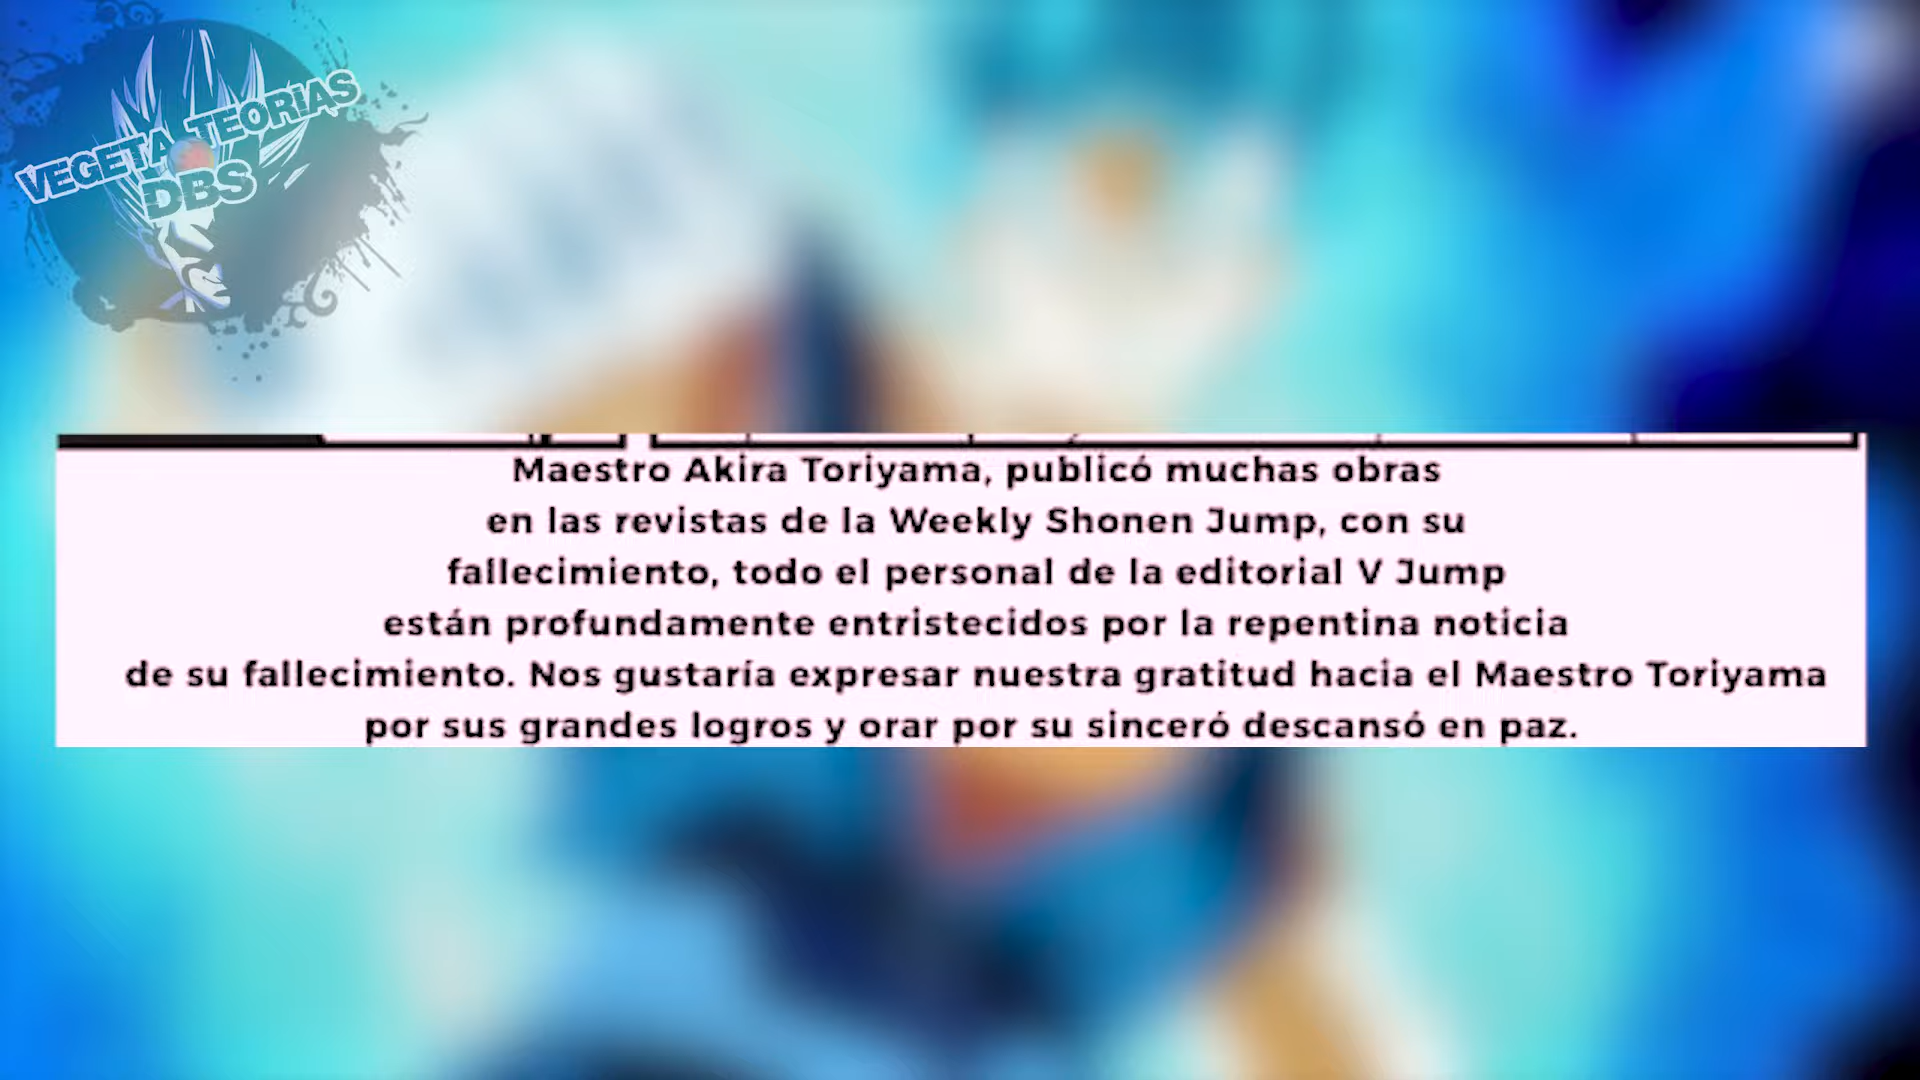 VEGETA TEORIAS
DBS
Maestro Akira Toriyama, publicó muchas obras
en las revistas de la Weekly Shonen Jump, con su
fallecimiento, todo el personal de la editorial V Jump
están profundamente entristecidos por la repentina noticia
de su fallecimiento. Nos gustaría expresar nuestra gratitud hacia el Maestro Toriyama
por sus grandes logros y orar por su sinceró descansó en paz.